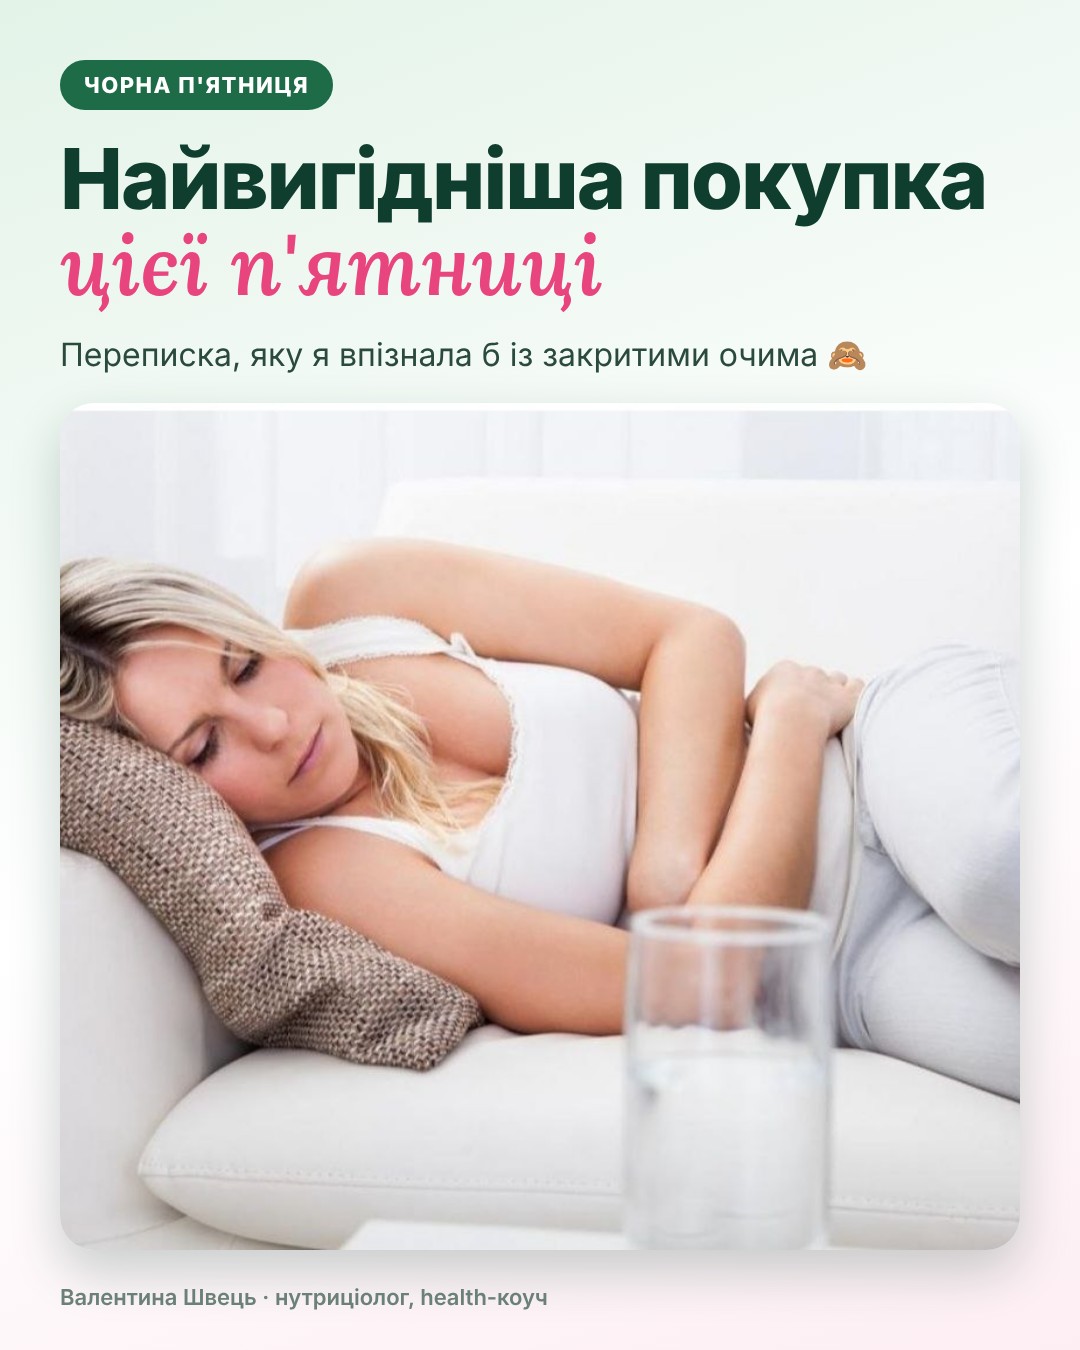 ЧОРНА П'ЯТНИЦЯ
Найвигідніша покупка
цієї п'ятниці
Переписка, яку я впізнала б із закритими очима 🙈
Валентина Швець · нутриціолог, health-коуч